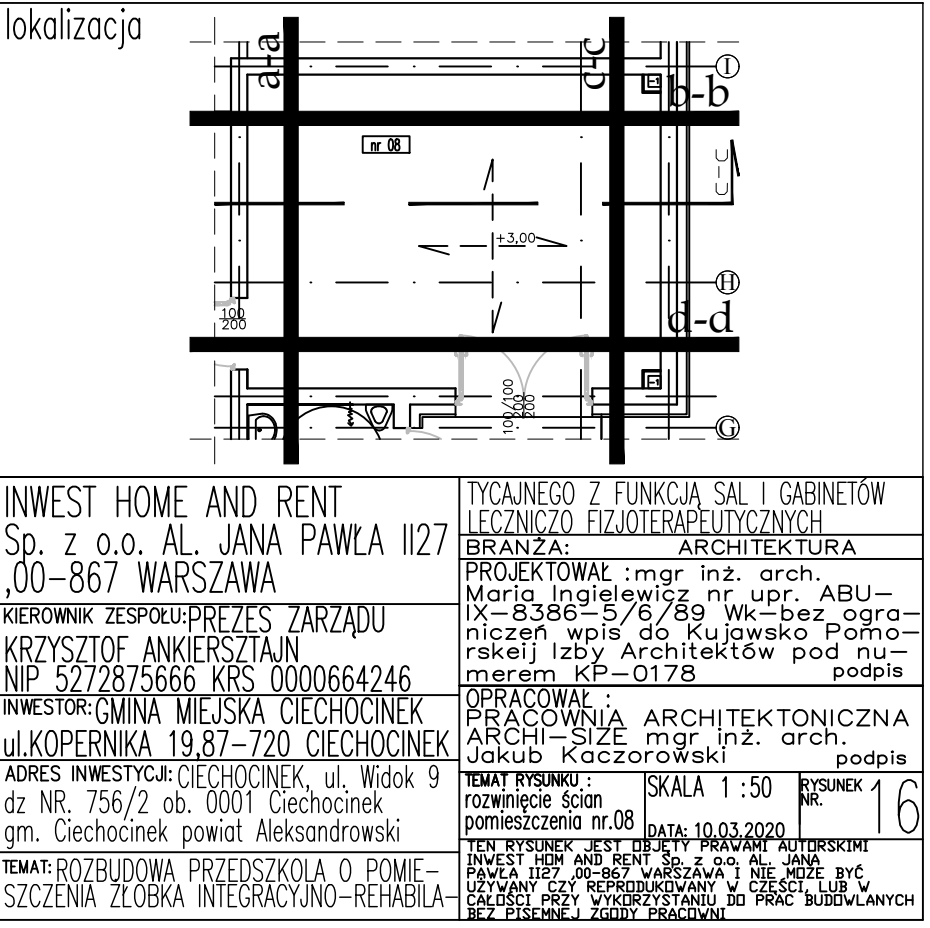 lokalizacja
a-a
c-c
I
b-b
nr 08
U-U
+3,00
H
100
200
d-d
100/100
200
200
G
INWEST HOME AND RENT
Sp. z o.o. AL. JANA PAWŁA II27
,00-867 WARSZAWA
KIEROWNIK ZESPOŁU: PREZES ZARZĄDU
KRZYSZTOF ANKIERSZTAJN
NIP 5272875666 KRS 0000664246
INWESTOR: GMINA MIEJSKA CIECHOCINEK
ul.KOPERNIKA 19,87-720 CIECHOCINEK
ADRES INWESTYCJI: CIECHOCINEK, ul. Widok 9
dz NR. 756/2 ob. 0001 Ciechocinek
gm. Ciechocinek powiat Aleksandrowski
TEMAT: ROZBUDOWA PRZEDSZKOLA O POMIE-
SZCZENIA ZŁOBKA INTEGRACYJNO-REHABILA-
TYCAJNEGO Z FUNKCJĄ SAL I GABINETÓW
LECZNICZO FIZJOTERAPEUTYCZNYCH
BRANŻA: ARCHITEKTURA
PROJEKTOWAŁ : mgr inż. arch.
Maria Ingielewicz nr upr. ABU-
IX-8386-5/6/89 Wk-bez ogra-
niczeń wpis do Kujawsko Pomo-
rskeij Izby Architektów pod nu-
merem KP-0178 podpis
OPRACOWAŁ :
PRACOWNIA ARCHITEKTONICZNA
ARCHI-SIZE mgr inż. arch.
Jakub Kaczorowski podpis
TEMAT RYSUNKU :
rozwinięcie ścian
pomieszczenia nr.08
SKALA 1 :50
DATA: 10.03.2020
RYSUNEK
NR. 16
TEN RYSUNEK JEST OBJĘTY PRAWAMI AUTORSKIMI
INWEST HOM AND RENT Sp. z o.o. AL. JANA
PAWŁA II27 ,00-867 WARSZAWA I NIE MOŻE BYĆ
UŻYWANY CZY REPRODUKOWANY W CZĘŚCI, LUB W
CAŁOŚCI PRZY WYKORZYSTANIU DO PRAC BUDOWLANYCH
BEZ PISEMNEJ ZGODY PRACOWNI